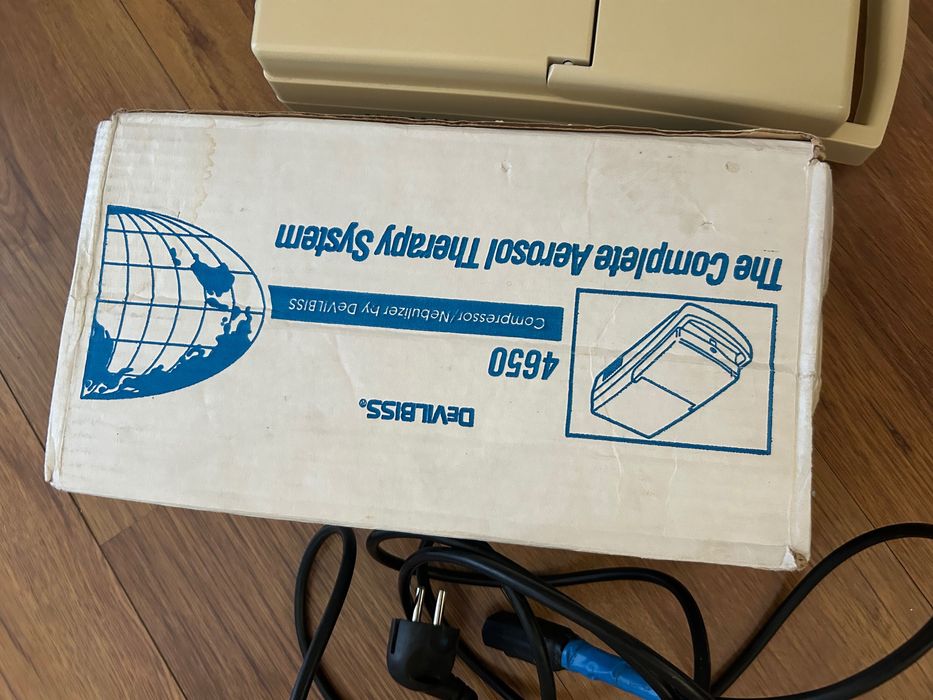 DEVILBISS®
4650
Compressor/Nebulizer by DeVILBISS
The Complete Aerosol Therapy System